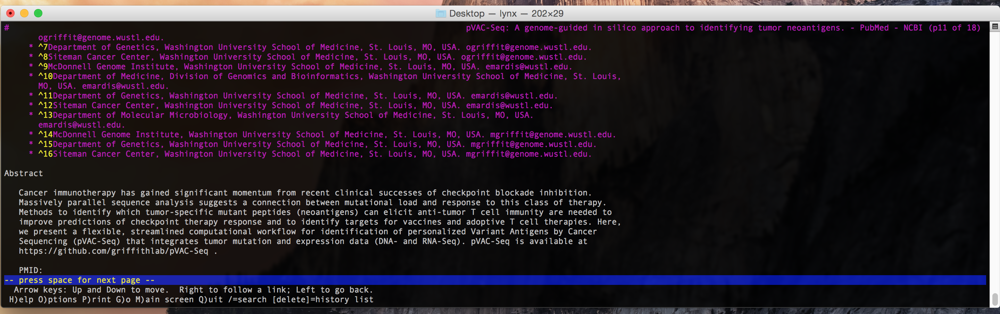 Desktop — lynx — 202×29
# pVAC-Seq: A genome-guided in silico approach to identifying tumor neoantigens. - PubMed - NCBI (p11 of 18)
ogriffit@genome.wustl.edu.
* ^7Department of Genetics, Washington University School of Medicine, St. Louis, MO, USA. ogriffit@genome.wustl.edu.
* ^8Siteman Cancer Center, Washington University School of Medicine, St. Louis, MO, USA. ogriffit@genome.wustl.edu.
* ^9McDonnell Genome Institute, Washington University School of Medicine, St. Louis, MO, USA. emardis@wustl.edu.
* ^10Department of Medicine, Division of Genomics and Bioinformatics, Washington University School of Medicine, St. Louis,
MO, USA. emardis@wustl.edu.
* ^11Department of Genetics, Washington University School of Medicine, St. Louis, MO, USA. emardis@wustl.edu.
* ^12Siteman Cancer Center, Washington University School of Medicine, St. Louis, MO, USA. emardis@wustl.edu.
* ^13Department of Molecular Microbiology, Washington University School of Medicine, St. Louis, MO, USA.
emardis@wustl.edu.
* ^14McDonnell Genome Institute, Washington University School of Medicine, St. Louis, MO, USA. mgriffit@genome.wustl.edu.
* ^15Department of Genetics, Washington University School of Medicine, St. Louis, MO, USA. mgriffit@genome.wustl.edu.
* ^16Siteman Cancer Center, Washington University School of Medicine, St. Louis, MO, USA. mgriffit@genome.wustl.edu.
Abstract
Cancer immunotherapy has gained significant momentum from recent clinical successes of checkpoint blockade inhibition.
Massively parallel sequence analysis suggests a connection between mutational load and response to this class of therapy.
Methods to identify which tumor-specific mutant peptides (neoantigens) can elicit anti-tumor T cell immunity are needed to
improve predictions of checkpoint therapy response and to identify targets for vaccines and adoptive T cell therapies. Here,
we present a flexible, streamlined computational workflow for identification of personalized Variant Antigens by Cancer
Sequencing (pVAC-Seq) that integrates tumor mutation and expression data (DNA- and RNA-Seq). pVAC-Seq is available at
https://github.com/griffithlab/pVAC-Seq .
PMID:
-- press space for next page --
Arrow keys: Up and Down to move.  Right to follow a link; Left to go back.
H)elp O)ptions P)rint G)o M)ain screen Q)uit /=search [delete]=history list